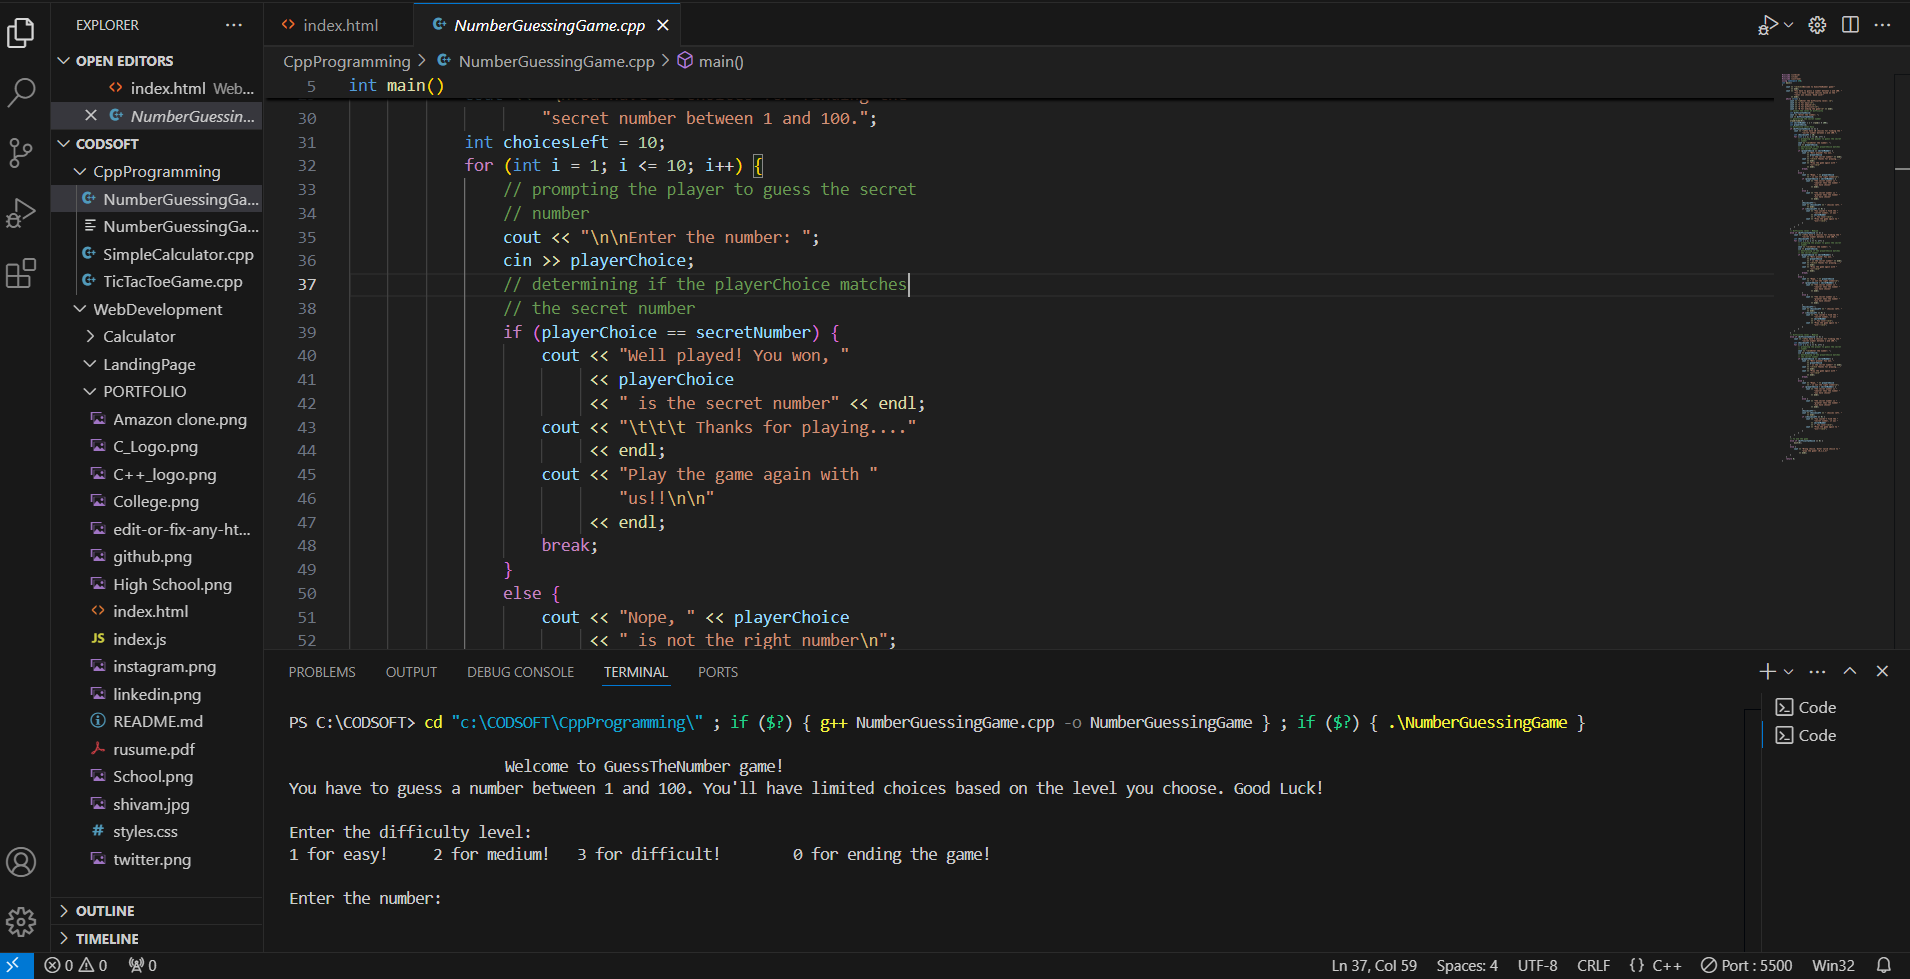 EXPLORER
OPEN EDITORS
index.html Web...
NumberGuessin...
CODSOFT
CppProgramming
NumberGuessingGa...
NumberGuessingGa...
SimpleCalculator.cpp
TicTacToeGame.cpp
WebDevelopment
Calculator
LandingPage
PORTFOLIO
Amazon clone.png
C_Logo.png
C++_logo.png
College.png
edit-or-fix-any-ht...
github.png
High School.png
index.html
JS index.js
instagram.png
linkedin.png
README.md
rusume.pdf
School.png
shivam.jpg
# styles.css
twitter.png
OUTLINE
TIMELINE
index.html
NumberGuessingGame.cpp
CppProgramming > NumberGuessingGame.cpp > main()
5 int main()
30 "secret number between 1 and 100.";
31 int choicesLeft = 10;
32 for (int i = 1; i <= 10; i++) {
33 // prompting the player to guess the secret
34 // number
35 cout << "\n\nEnter the number: ";
36 cin >> playerChoice;
37 // determining if the playerChoice matches
38 // the secret number
39 if (playerChoice == secretNumber) {
40 cout << "Well played! You won, "
41 << playerChoice
42 << " is the secret number" << endl;
43 cout << "\t\t\t Thanks for playing...."
44 << endl;
45 cout << "Play the game again with "
46 "us!!\n\n"
47 << endl;
48 break;
49 }
50 else {
51 cout << "Nope, " << playerChoice
52 << " is not the right number\n";
PROBLEMS OUTPUT DEBUG CONSOLE TERMINAL PORTS
PS C:\CODSOFT> cd "c:\CODSOFT\CppProgramming\" ; if ($?) { g++ NumberGuessingGame.cpp -o NumberGuessingGame } ; if ($?) { .\NumberGuessingGame }
Welcome to GuessTheNumber game!
You have to guess a number between 1 and 100. You'll have limited choices based on the level you choose. Good Luck!
Enter the difficulty level:
1 for easy! 2 for medium! 3 for difficult! 0 for ending the game!
Enter the number:
Code
Code
0 0 0
Ln 37, Col 59 Spaces: 4 UTF-8 CRLF {} C++ Port : 5500 Win32